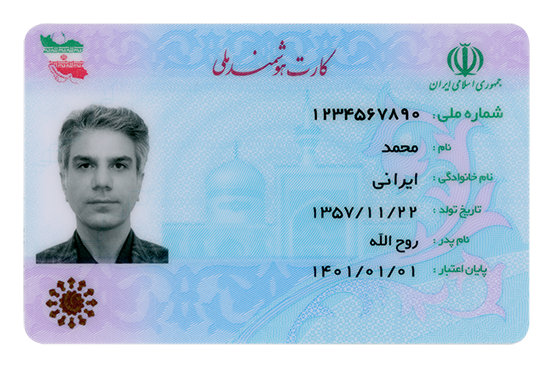 کارت هوشمند ملی
جمهوری اسلامی ایران
شماره ملی : ۱۲۳۴۵۶۷۸۹۰
نام : محمد
نام خانوادگی : ایرانی
تاریخ تولد : ۱۳۵۷/۱۱/۲۲
نام پدر : روح الله
پایان اعتبار : ۱۴۰۱/۰۱/۰۱